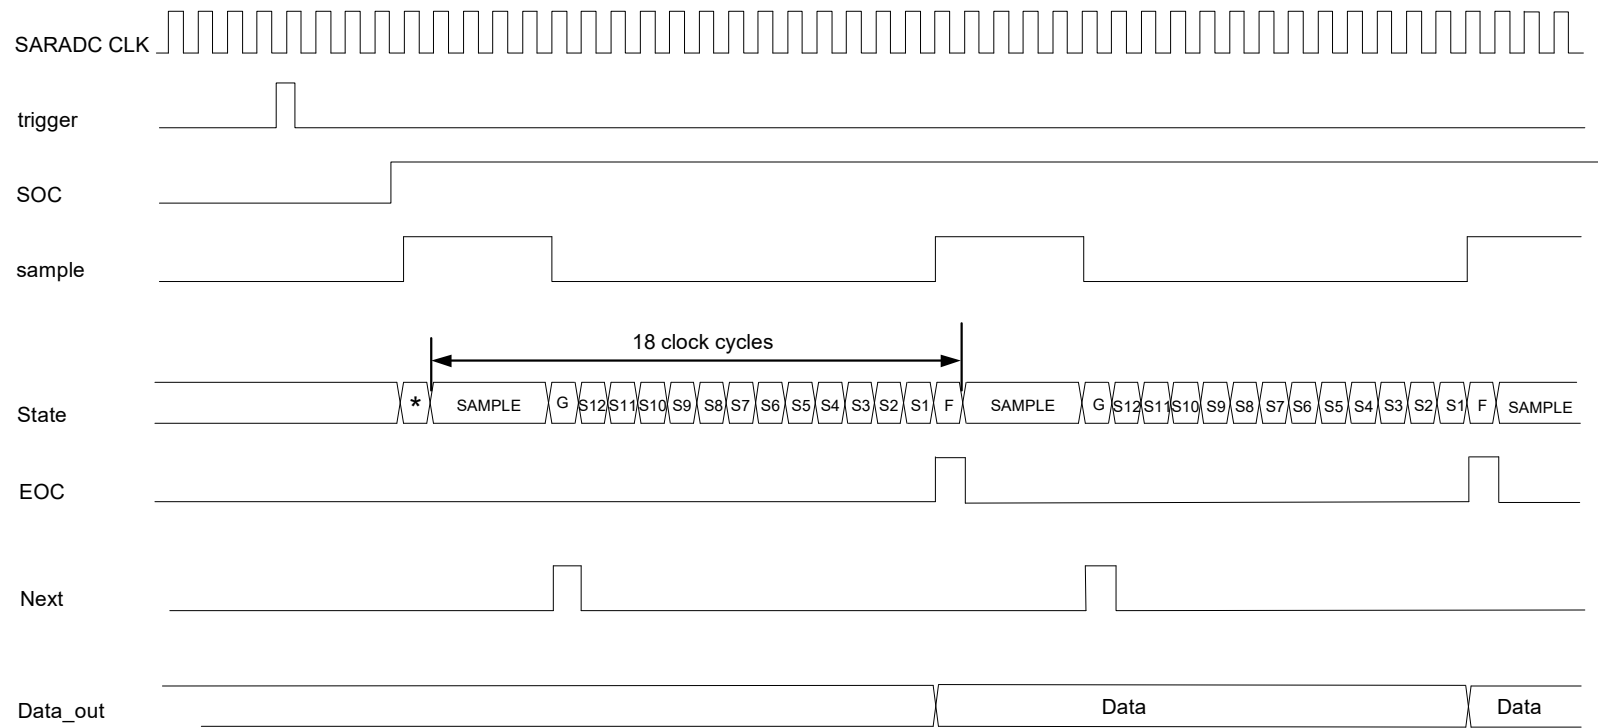 SARADC CLK
trigger
SOC
sample
18 clock cycles
State * SAMPLE G S12 S11 S10 S9 S8 S7 S6 S5 S4 S3 S2 S1 F SAMPLE G S12 S11 S10 S9 S8 S7 S6 S5 S4 S3 S2 S1 F SAMPLE
EOC
Next
Data_out Data Data